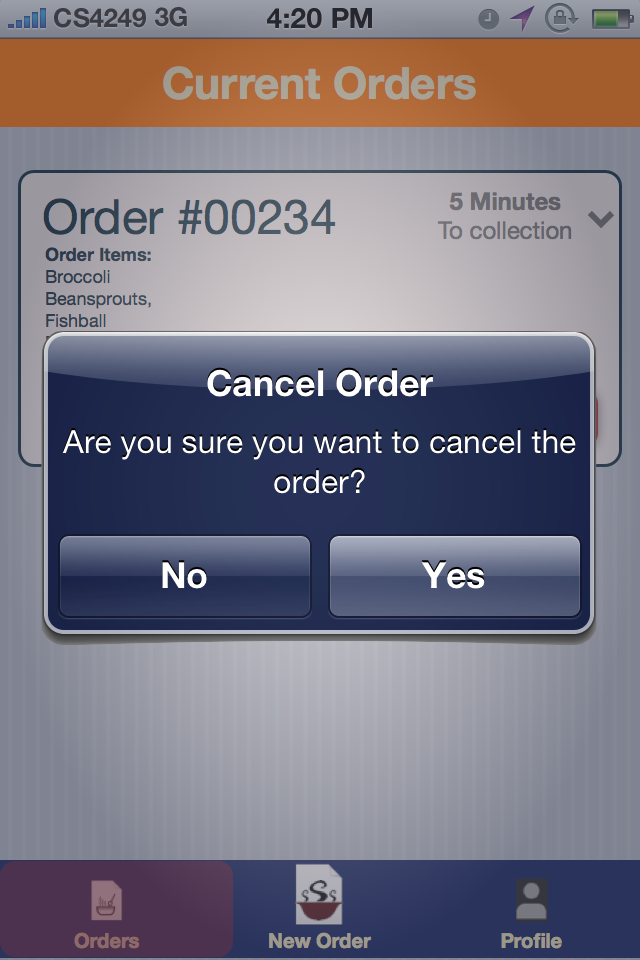 CS4249 3G
4:20 PM
Current Orders
Order #00234
5 Minutes
To collection
Order Items:
Broccoli
Beansprouts,
Fishball
Cancel Order
Are you sure you want to cancel the
order?
No
Yes
Orders
New Order
Profile